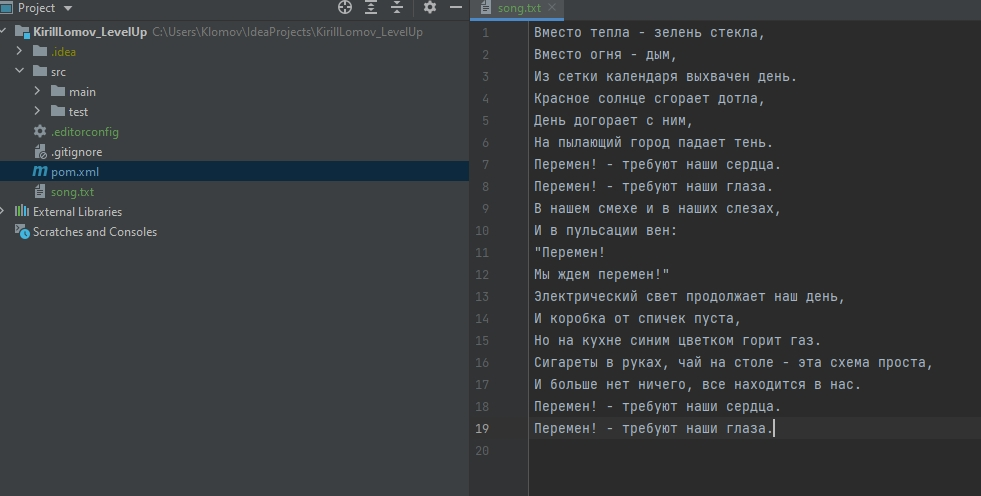 Project
KirillLomov_LevelUp C:\Users\Klomov\IdeaProjects\KirillLomov_LevelUp
.idea
src
main
test
.editorconfig
.gitignore
pom.xml
song.txt
External Libraries
Scratches and Consoles
song.txt
1 Вместо тепла - зелень стекла,
2 Вместо огня - дым,
3 Из сетки календаря выхвачен день.
4 Красное солнце сгорает дотла,
5 День догорает с ним,
6 На пылающий город падает тень.
7 Перемен! - требуют наши сердца.
8 Перемен! - требуют наши глаза.
9 В нашем смехе и в наших слезах,
10 И в пульсации вен:
11 "Перемен!
12 Мы ждем перемен!"
13 Электрический свет продолжает наш день,
14 И коробка от спичек пуста,
15 Но на кухне синим цветком горит газ.
16 Сигареты в руках, чай на столе - эта схема проста,
17 И больше нет ничего, все находится в нас.
18 Перемен! - требуют наши сердца.
19 Перемен! - требуют наши глаза.
20